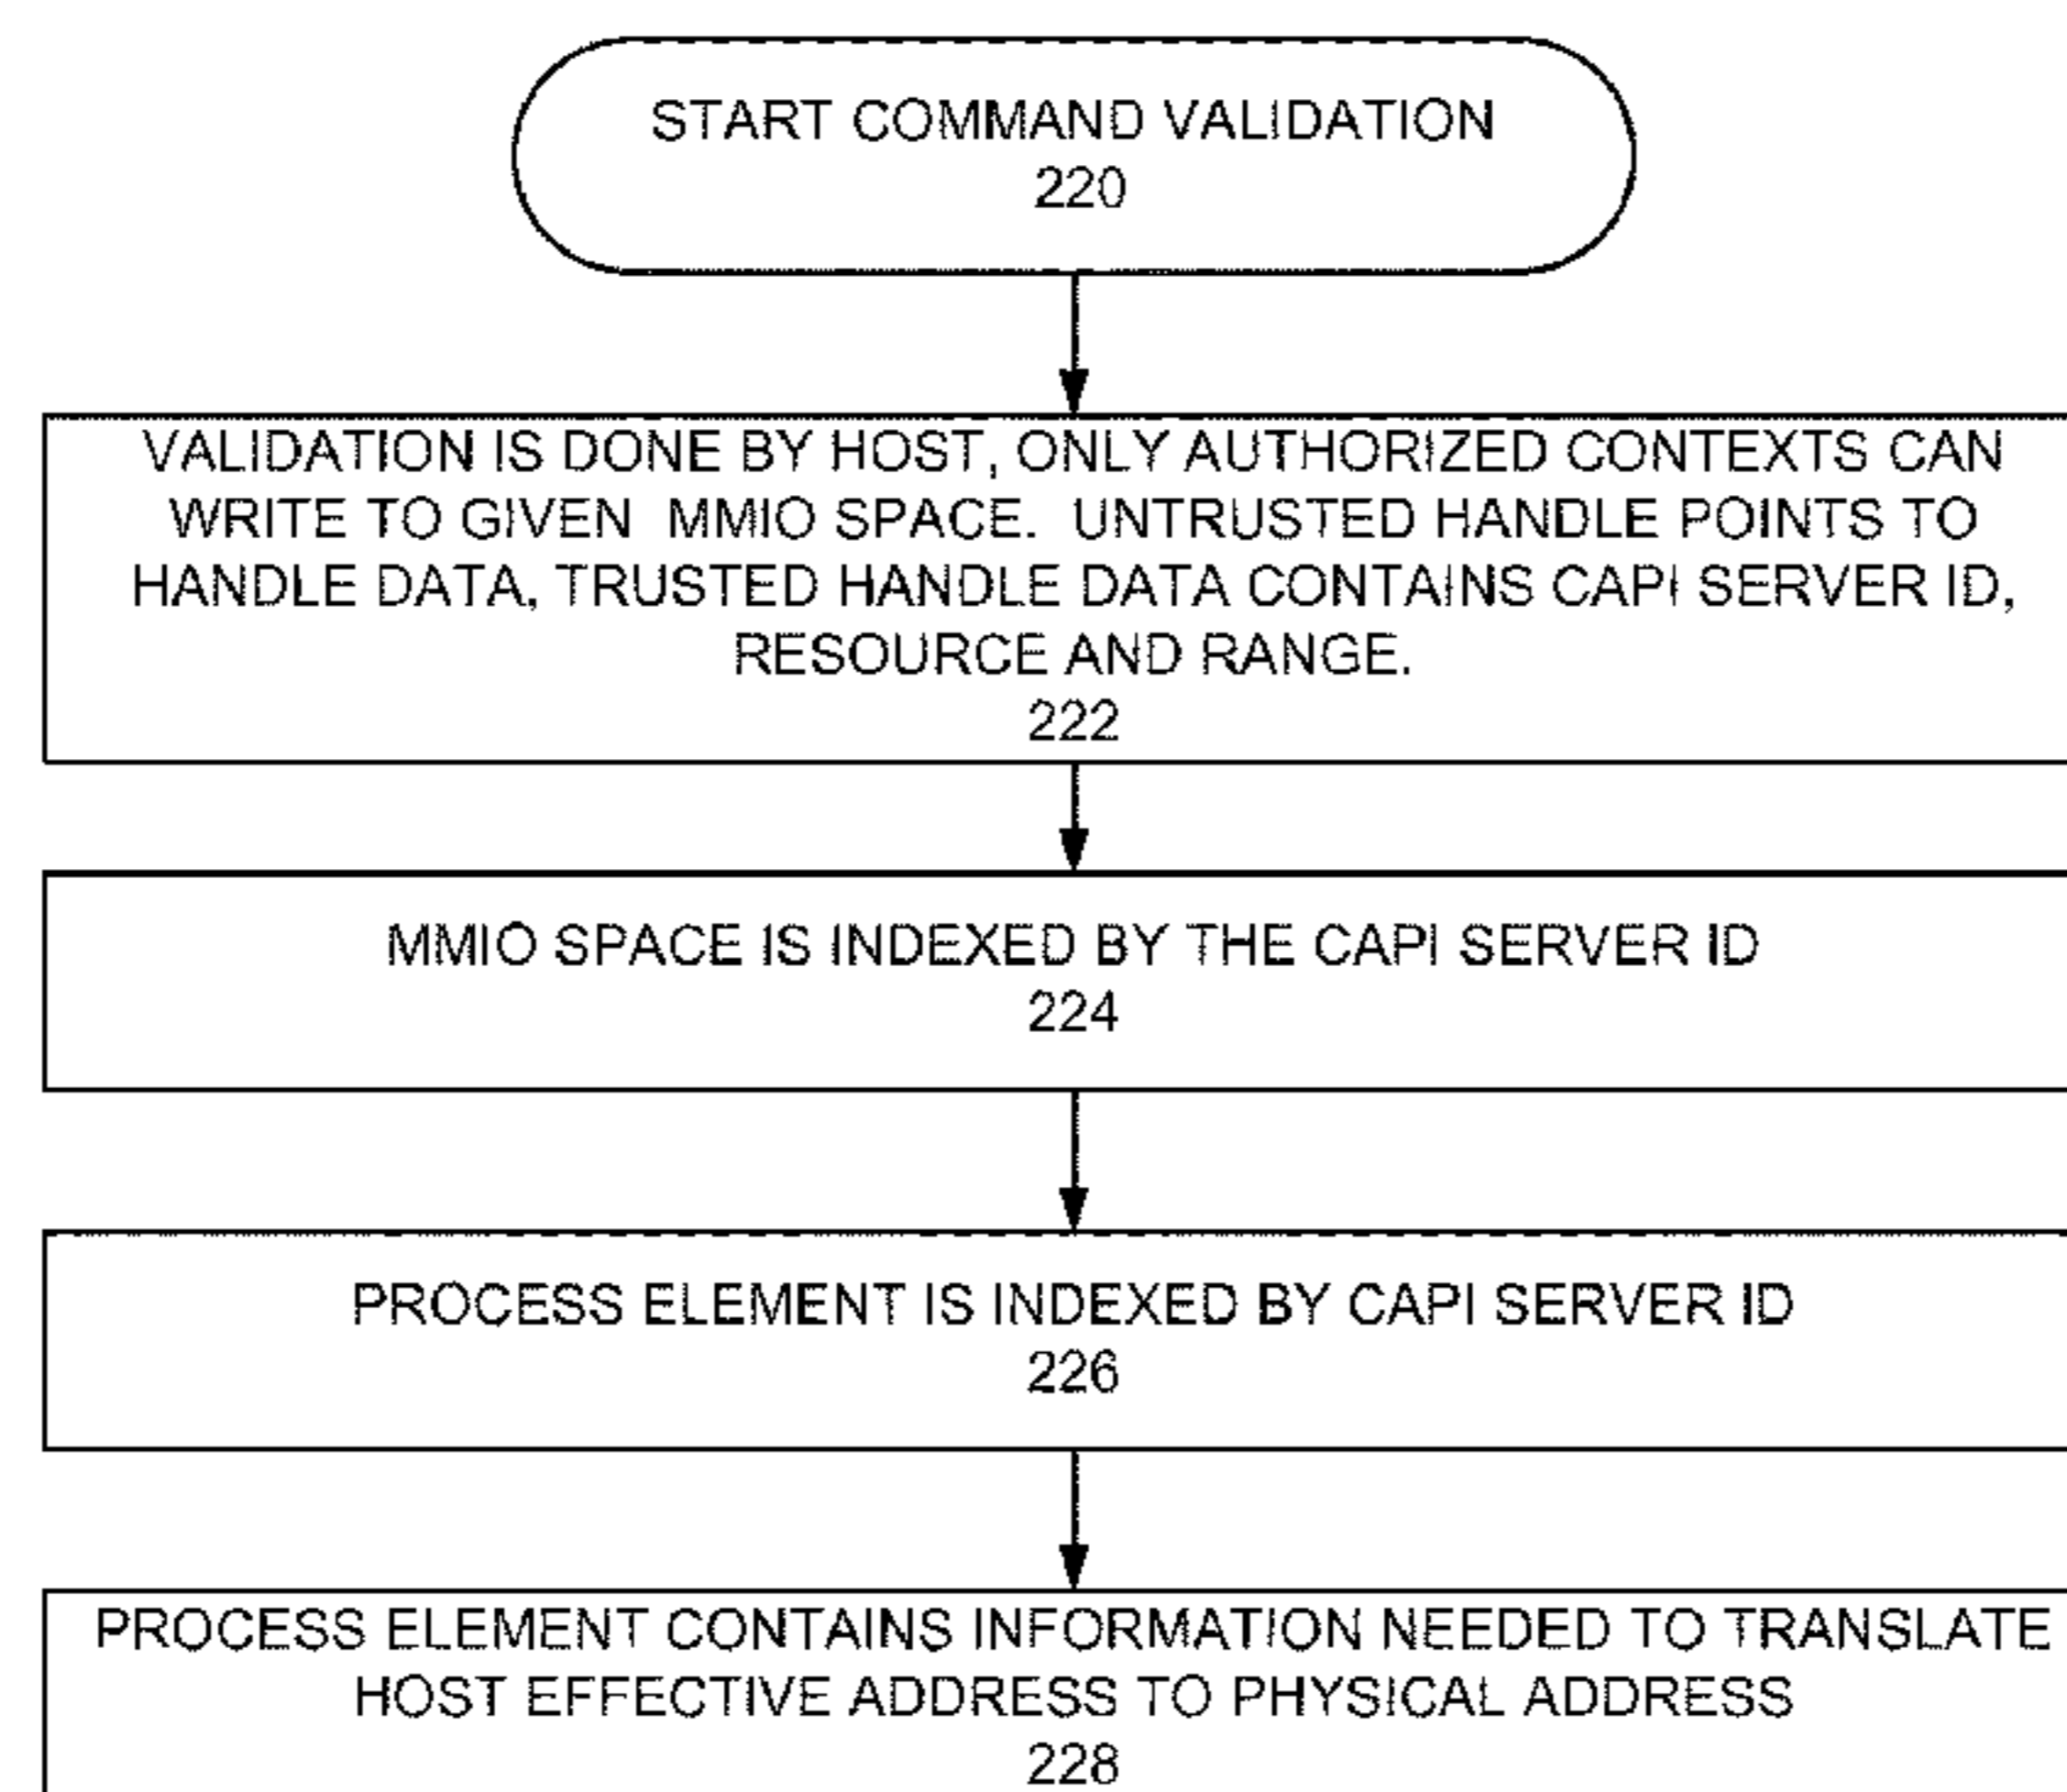 START COMMAND VALIDATION
220
VALIDATION IS DONE BY HOST, ONLY AUTHORIZED CONTEXTS CAN
WRITE TO GIVEN MMIO SPACE. UNTRUSTED HANDLE POINTS TO
HANDLE DATA, TRUSTED HANDLE DATA CONTAINS CAPI SERVER ID,
RESOURCE AND RANGE.
222
MMIO SPACE IS INDEXED BY THE CAPI SERVER ID
224
PROCESS ELEMENT IS INDEXED BY CAPI SERVER ID
226
PROCESS ELEMENT CONTAINS INFORMATION NEEDED TO TRANSLATE
HOST EFFECTIVE ADDRESS TO PHYSICAL ADDRESS
228